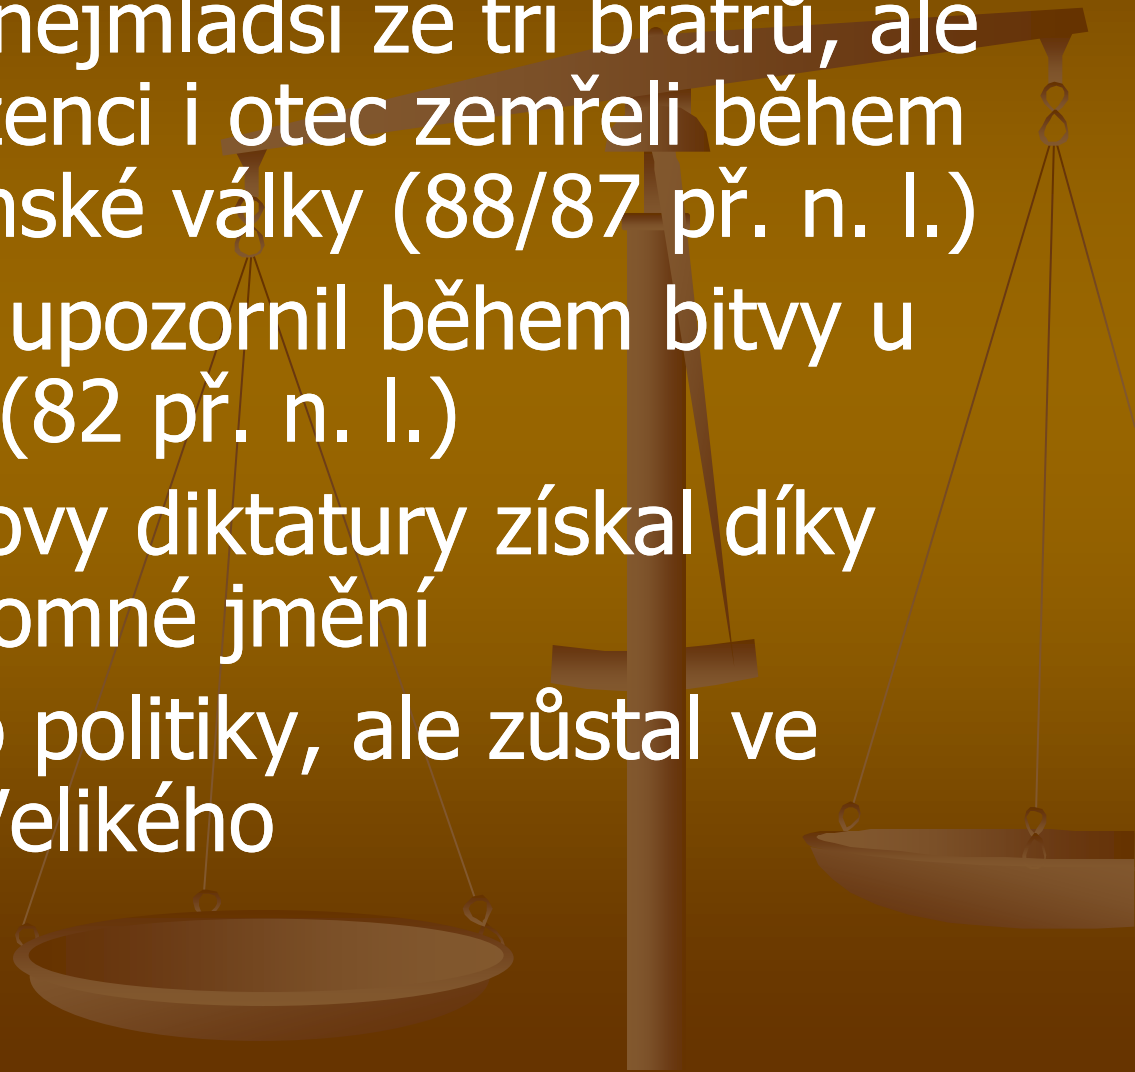 nejmladší ze tří bratrů, ale
zenci i otec zemřeli během
nské války (88/87 př. n. l.)
upozornil během bitvy u
(82 př. n. l.)
ovy diktatury získal díky
omné jmění
o politiky, ale zůstal ve
Velikého